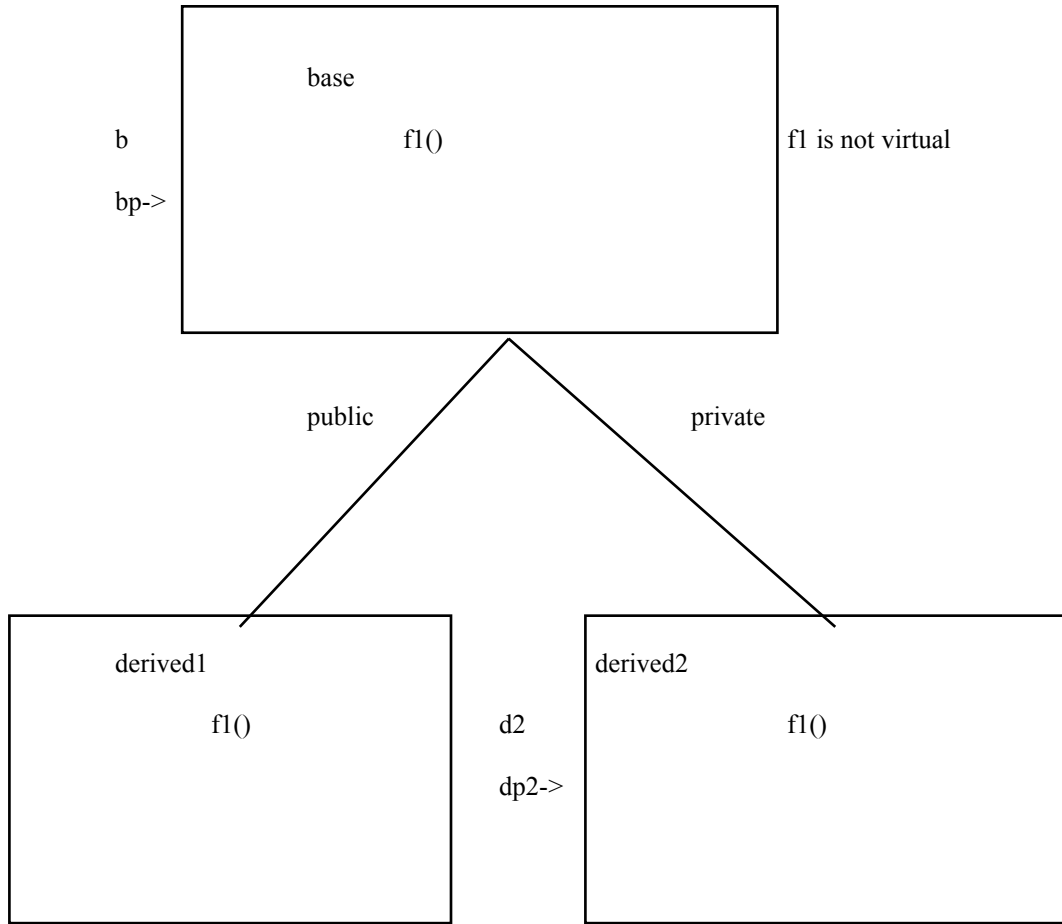 base
b f1() f1 is not virtual
bp->
public private
derived1 derived2
f1() d2 f1()
dp2->